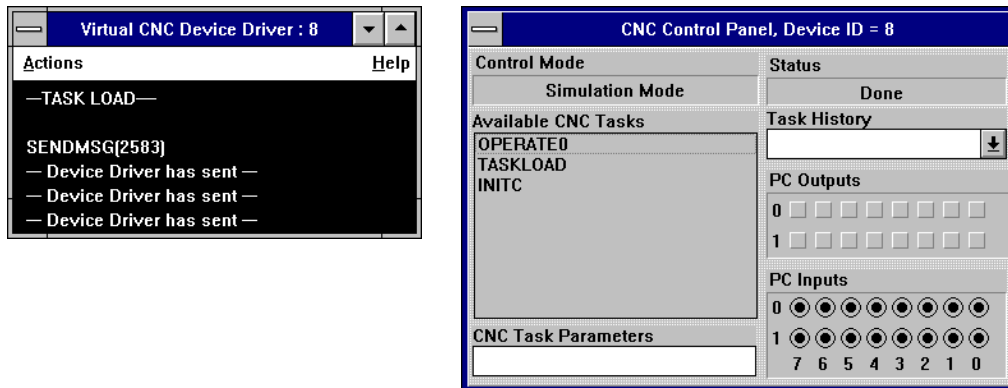 Virtual CNC Device Driver : 8
Actions Help
—TASK LOAD—
SENDMSG(2583)
— Device Driver has sent —
— Device Driver has sent —
— Device Driver has sent —
CNC Control Panel, Device ID = 8
Control Mode
Simulation Mode
Available CNC Tasks
OPERATE0
TASKLOAD
INITC
CNC Task Parameters
Status
Done
Task History
PC Outputs
0
1
PC Inputs
0
1
7 6 5 4 3 2 1 0